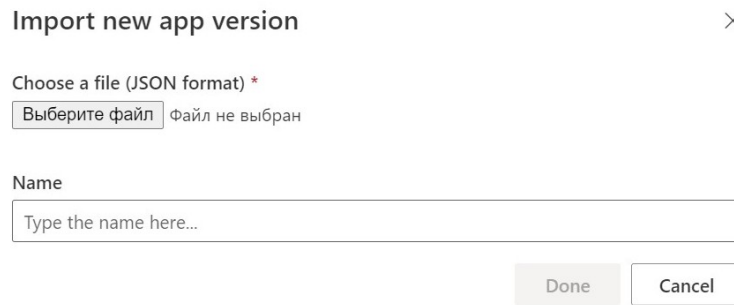 Import new app version
Choose a file (JSON format) *
Выберите файл Файл не выбран
Name
Type the name here...
Done Cancel